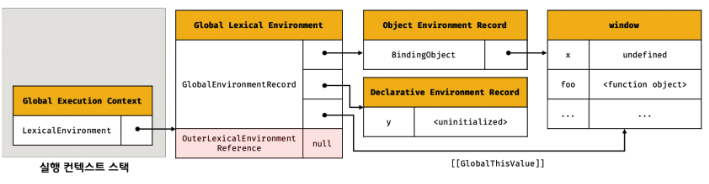 Global Execution Context
LexicalEnvironment
실행 컨텍스트 스택
Global Lexical Environment
GlobalEnvironmentRecord
OuterLexicalEnvironment
Reference
null
Object Environment Record
BindingObject
Declarative Environment Record
y
<uninitialized>
window
x
undefined
foo
<function object>
...
...
[[GlobalThisValue]]